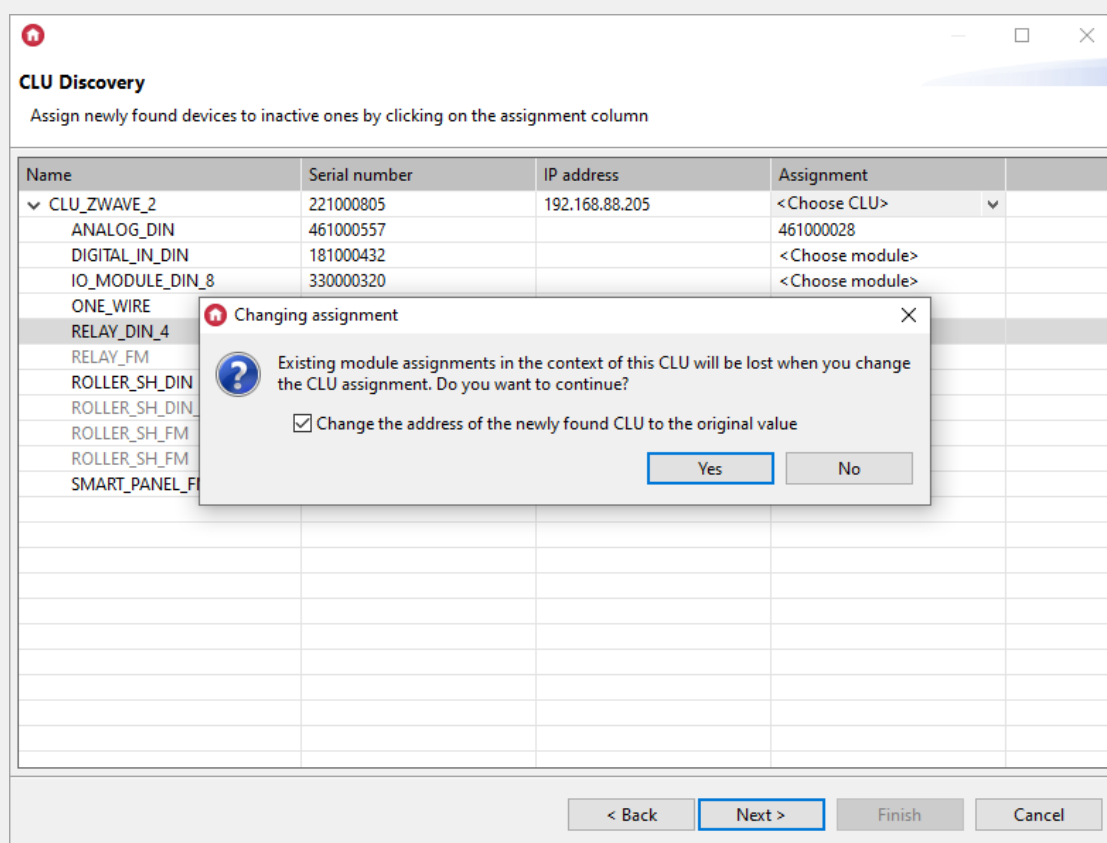 CLU Discovery
Assign newly found devices to inactive ones by clicking on the assignment column
Name Serial number IP address Assignment
CLU_ZWAVE_2 221000805 192.168.88.205 <Choose CLU>
ANALOG_DIN 461000557 461000028
DIGITAL_IN_DIN 181000432 <Choose module>
IO_MODULE_DIN_8 330000320 <Choose module>
ONE_WIRE
RELAY_DIN_4
RELAY_FM
ROLLER_SH_DIN
ROLLER_SH_DIN_
ROLLER_SH_FM
ROLLER_SH_FM
SMART_PANEL_F
Changing assignment
Existing module assignments in the context of this CLU will be lost when you change
the CLU assignment. Do you want to continue?
Change the address of the newly found CLU to the original value
Yes No
< Back Next > Finish Cancel